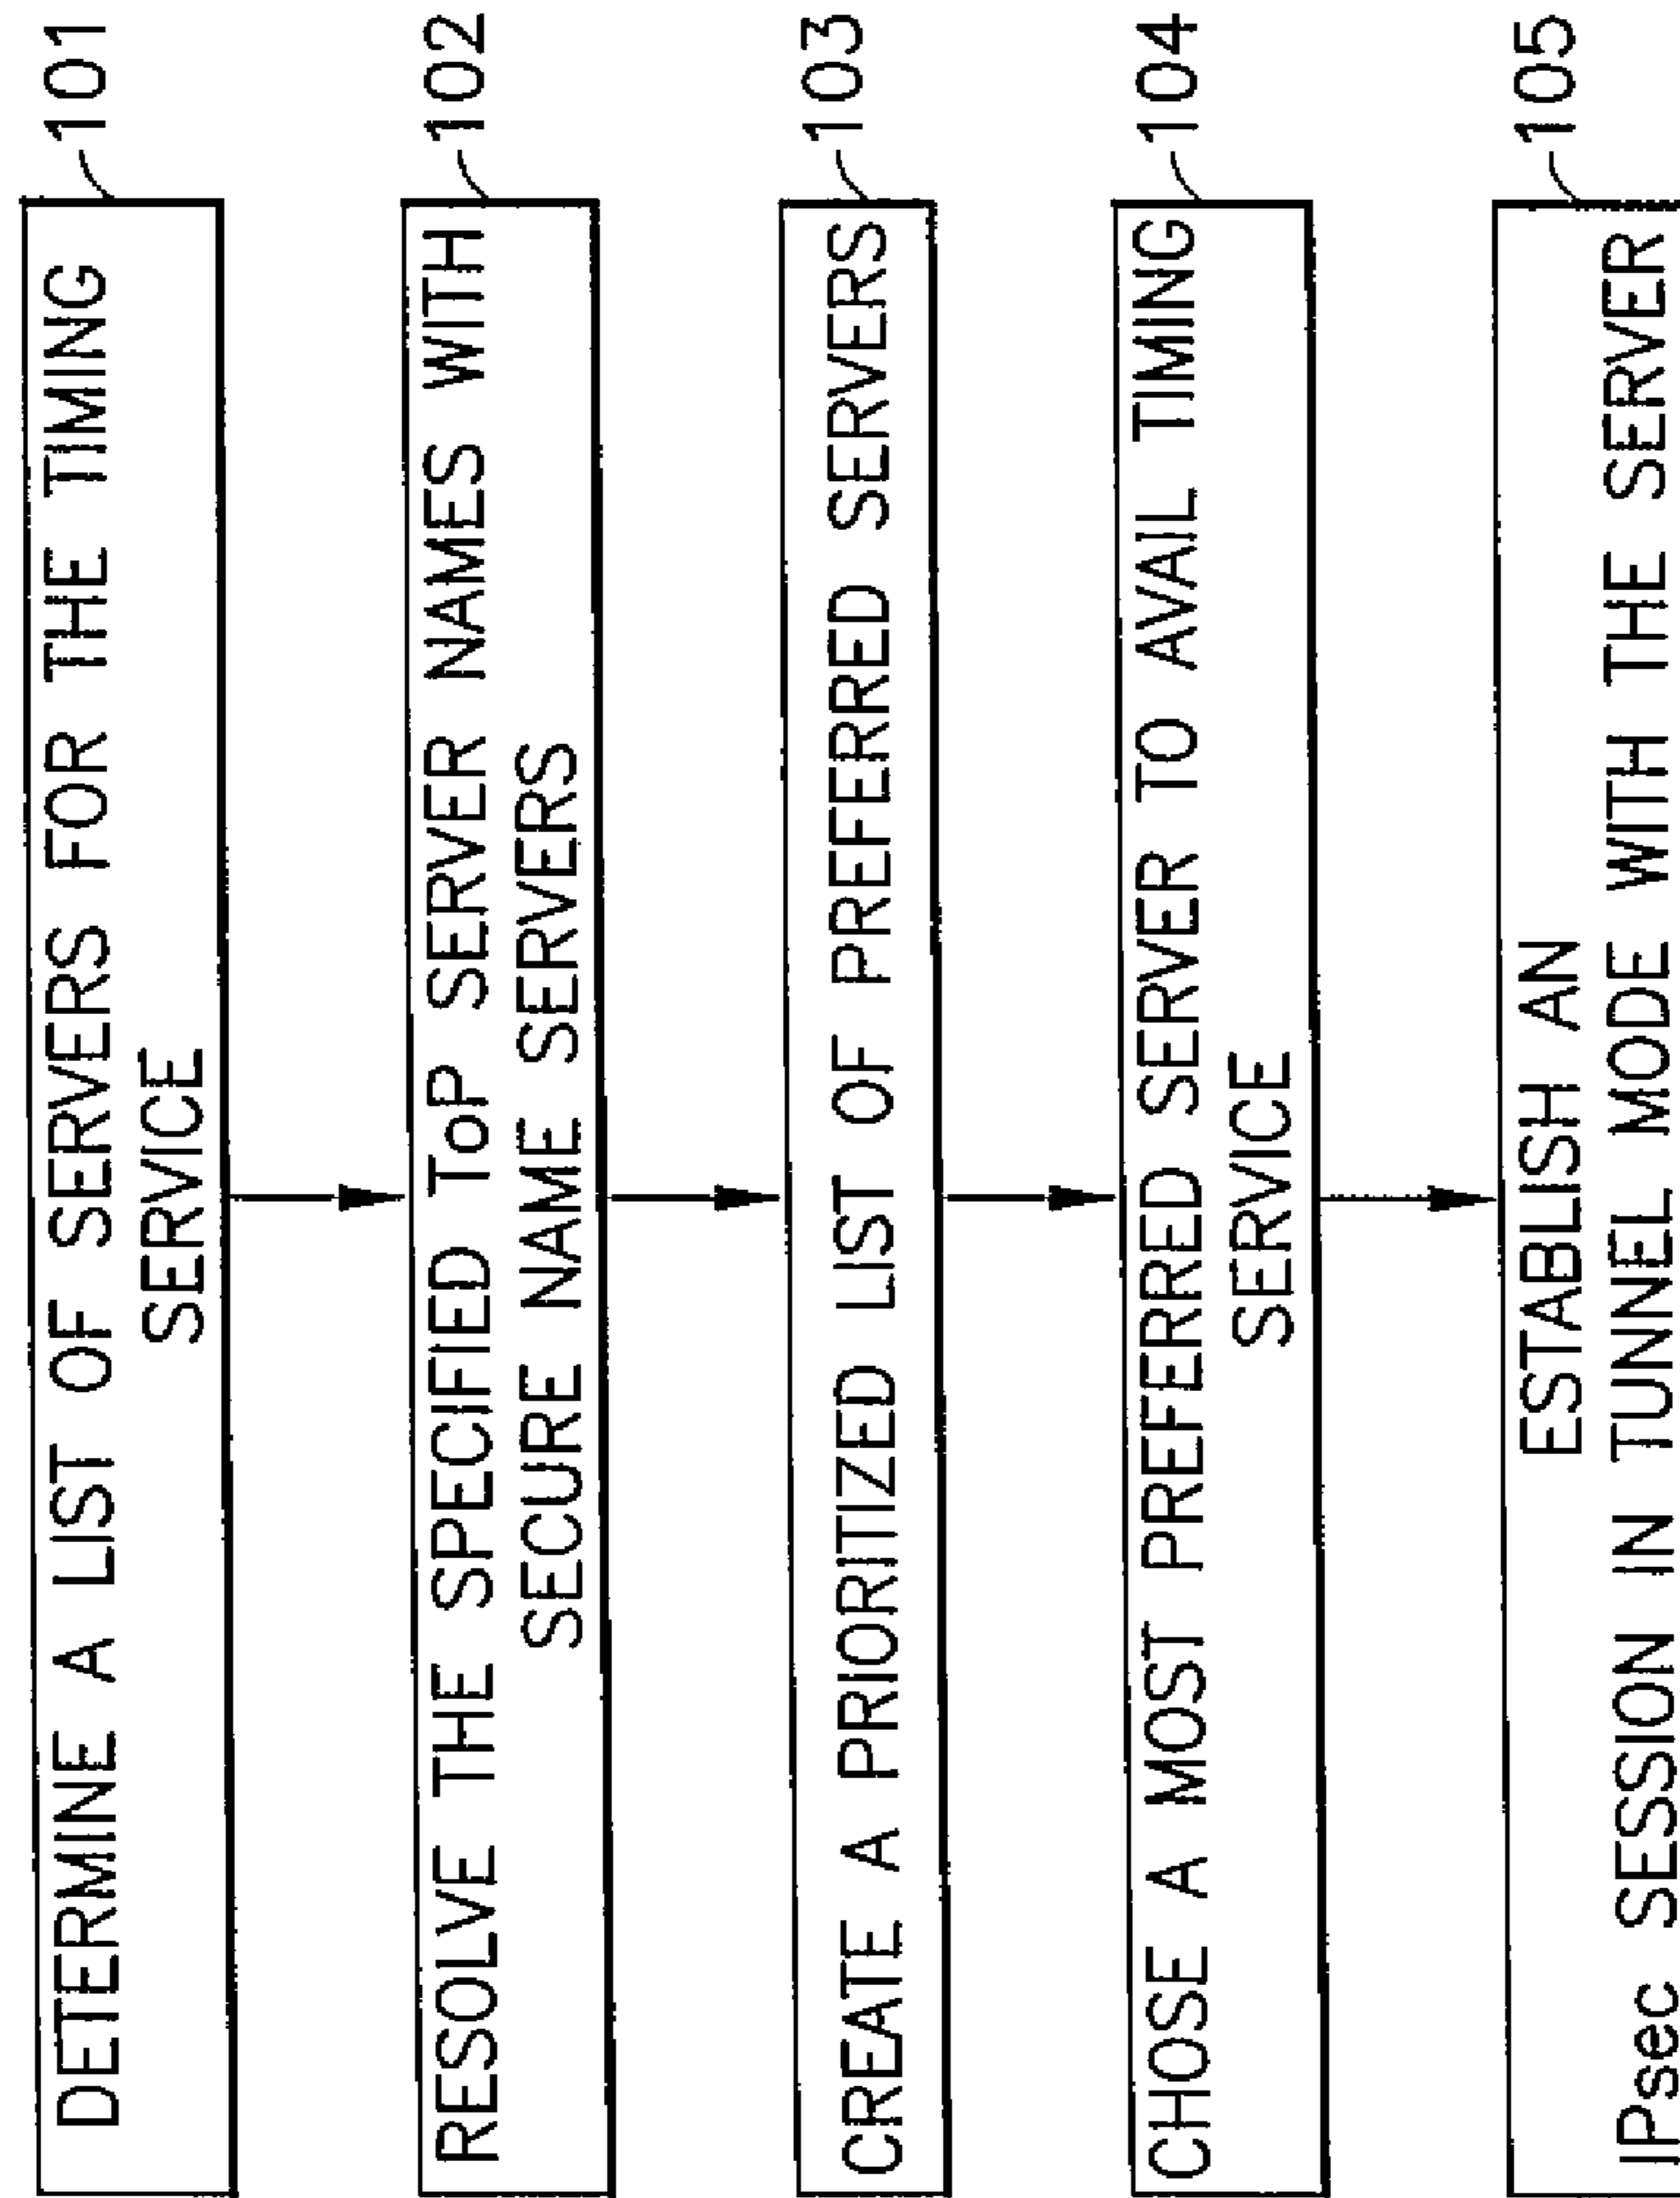 DETERMINE A LIST OF SERVERS FOR THE TIMING
SERVICE
101
RESOLVE THE SPECIFIED ToP SERVER NAMES WITH
SECURE NAME SERVERS
102
CREATE A PRIORITIZED LIST OF PREFERRED SERVERS
103
CHOSE A MOST PREFERRED SERVER TO AVAIL TIMING
SERVICE
104
ESTABLISH AN
IPsec SESSION IN TUNNEL MODE WITH THE SERVER
105